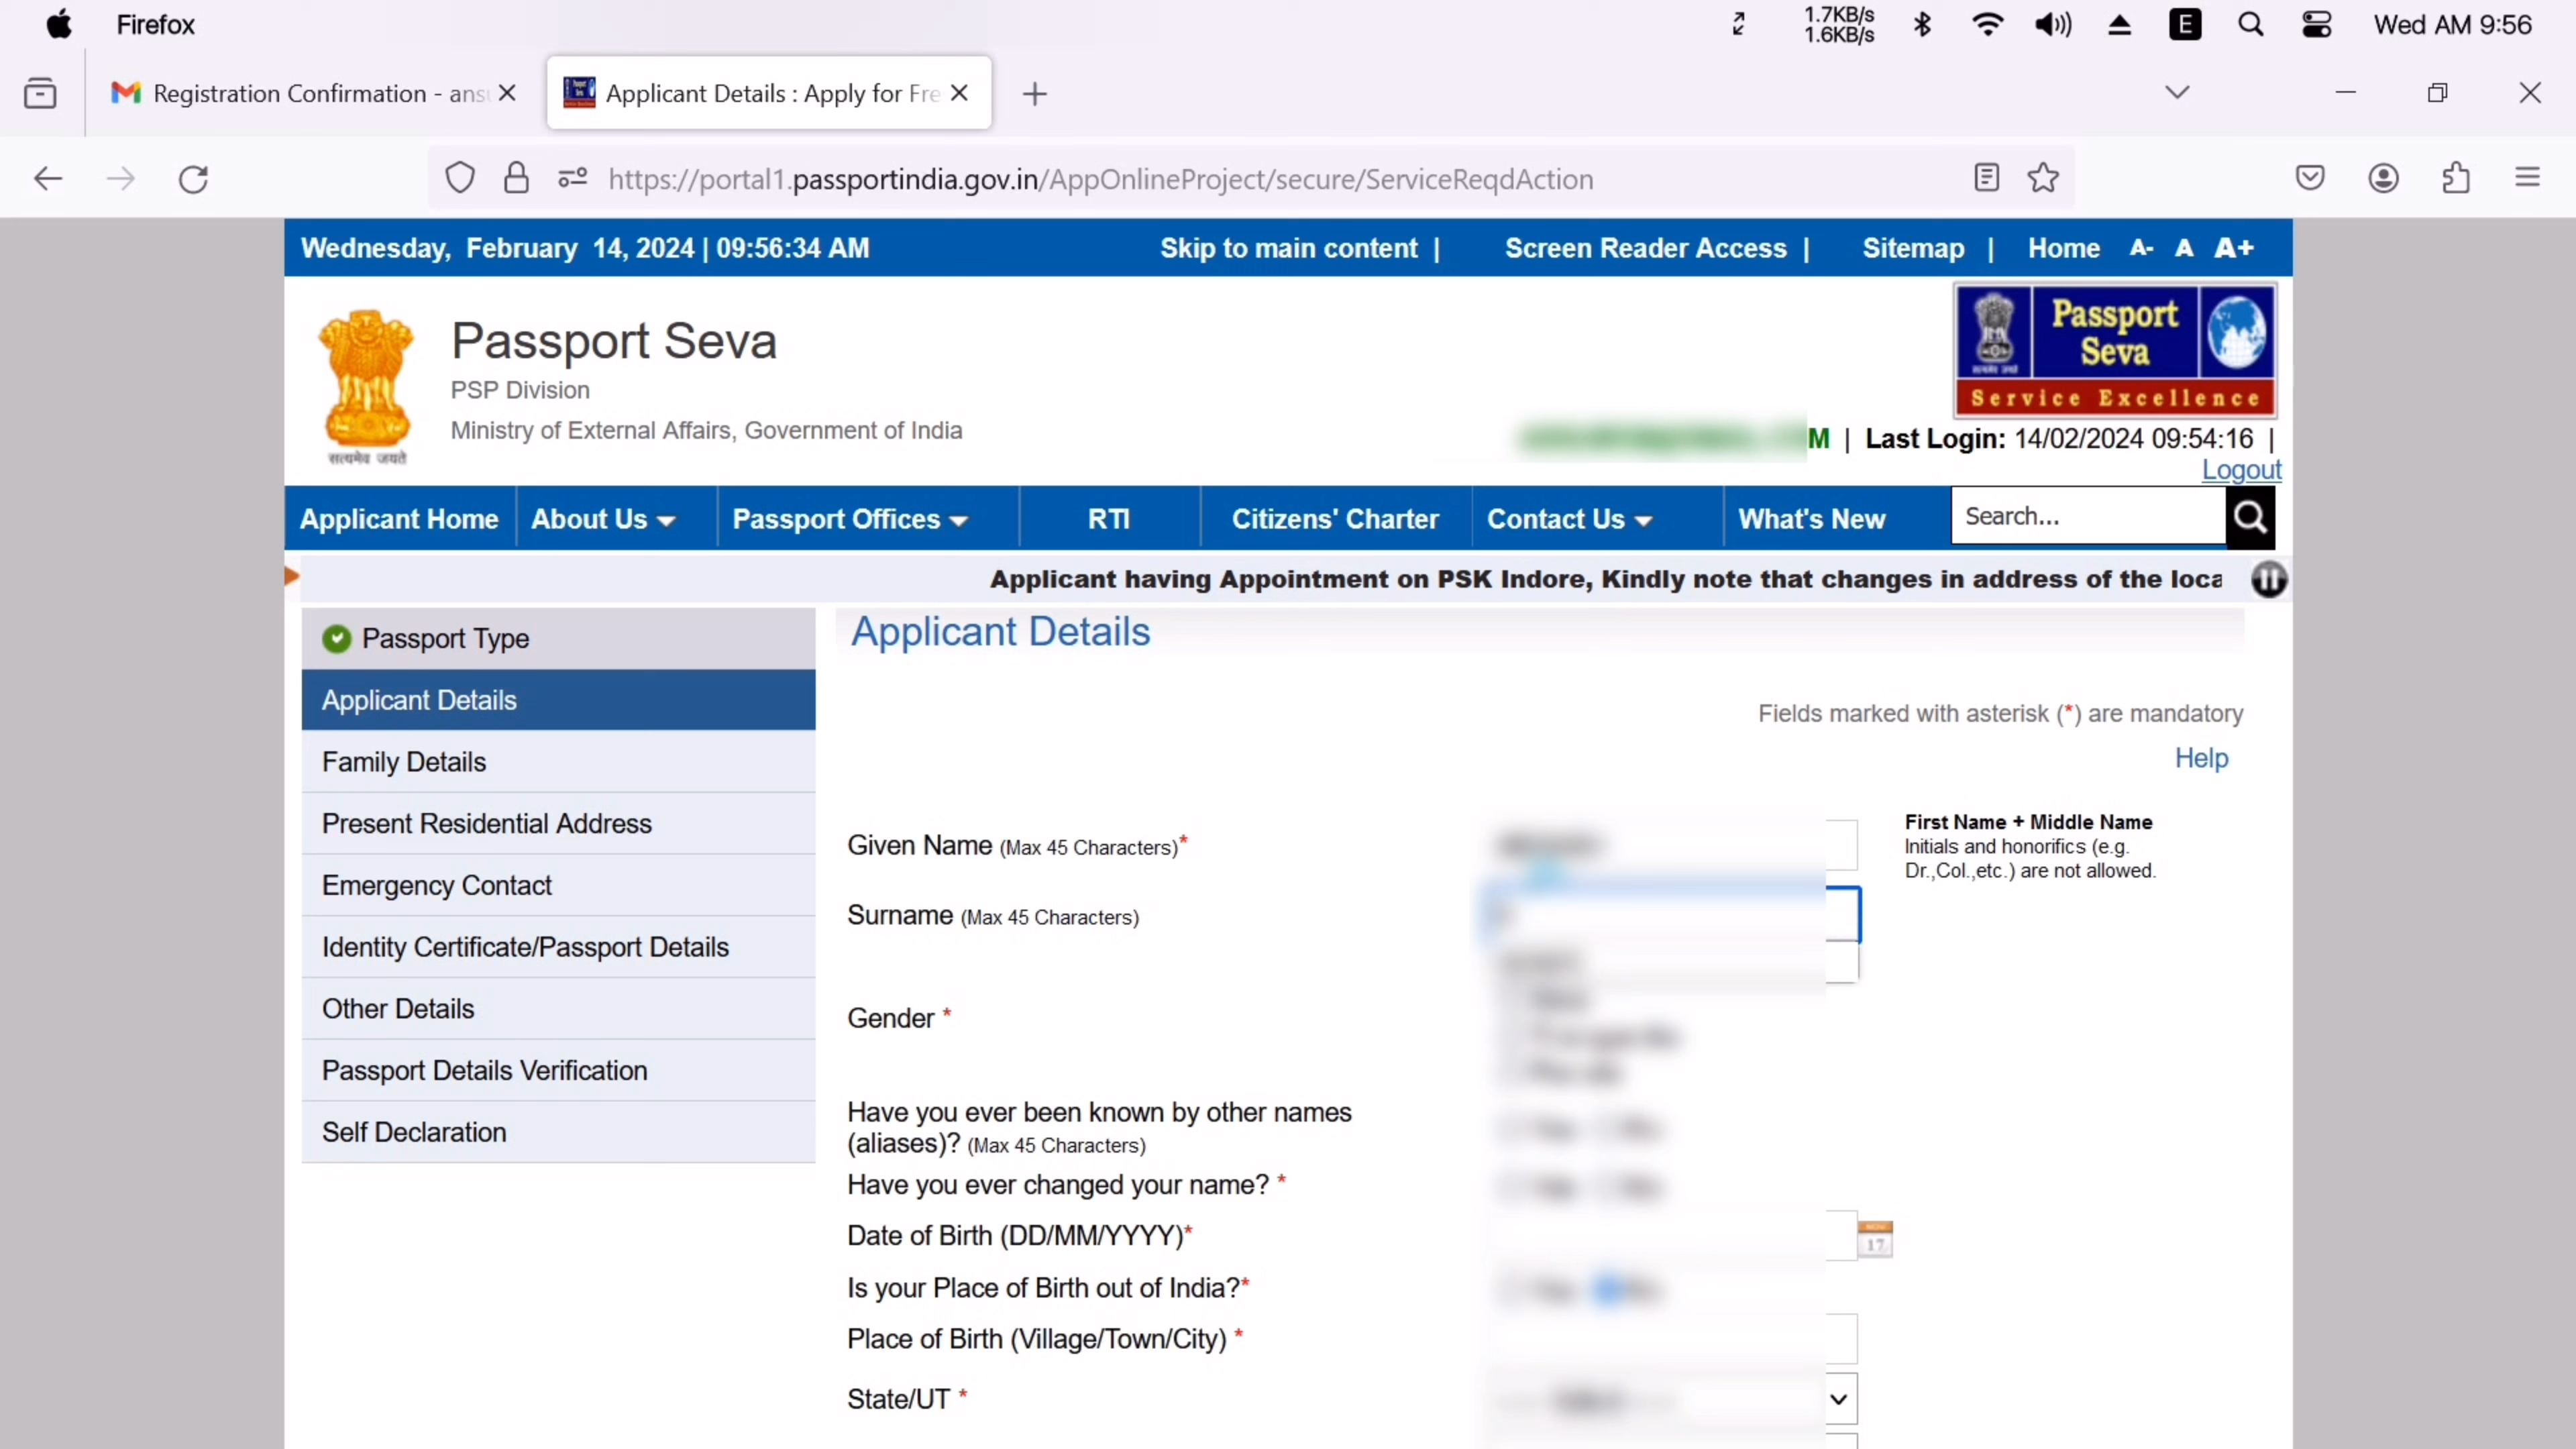 Firefox
1.7KB/s
1.6KB/s
E
Wed AM 9:56
Registration Confirmation - ans
Applicant Details : Apply for Fre
https://portal1.passportindia.gov.in/AppOnlineProject/secure/ServiceReqdAction
Wednesday, February 14, 2024 | 09:56:34 AM
Skip to main content |
Screen Reader Access |
Sitemap |
Home
A- A A+
Passport Seva
PSP Division
Ministry of External Affairs, Government of India
सत्यमेव जयते
Passport
Seva
Service Excellence
M | Last Login: 14/02/2024 09:54:16 |
Logout
Applicant Home
About Us
Passport Offices
RTI
Citizens' Charter
Contact Us
What's New
Search...
Applicant having Appointment on PSK Indore, Kindly note that changes in address of the loca
Passport Type
Applicant Details
Family Details
Present Residential Address
Emergency Contact
Identity Certificate/Passport Details
Other Details
Passport Details Verification
Self Declaration
Applicant Details
Fields marked with asterisk (*) are mandatory
Help
Given Name (Max 45 Characters)*
First Name + Middle Name
Initials and honorifics (e.g.
Dr.,Col.,etc.) are not allowed.
Surname (Max 45 Characters)
Gender *
Have you ever been known by other names
(aliases)? (Max 45 Characters)
Have you ever changed your name? *
Date of Birth (DD/MM/YYYY)*
17
Is your Place of Birth out of India?*
Place of Birth (Village/Town/City) *
State/UT *